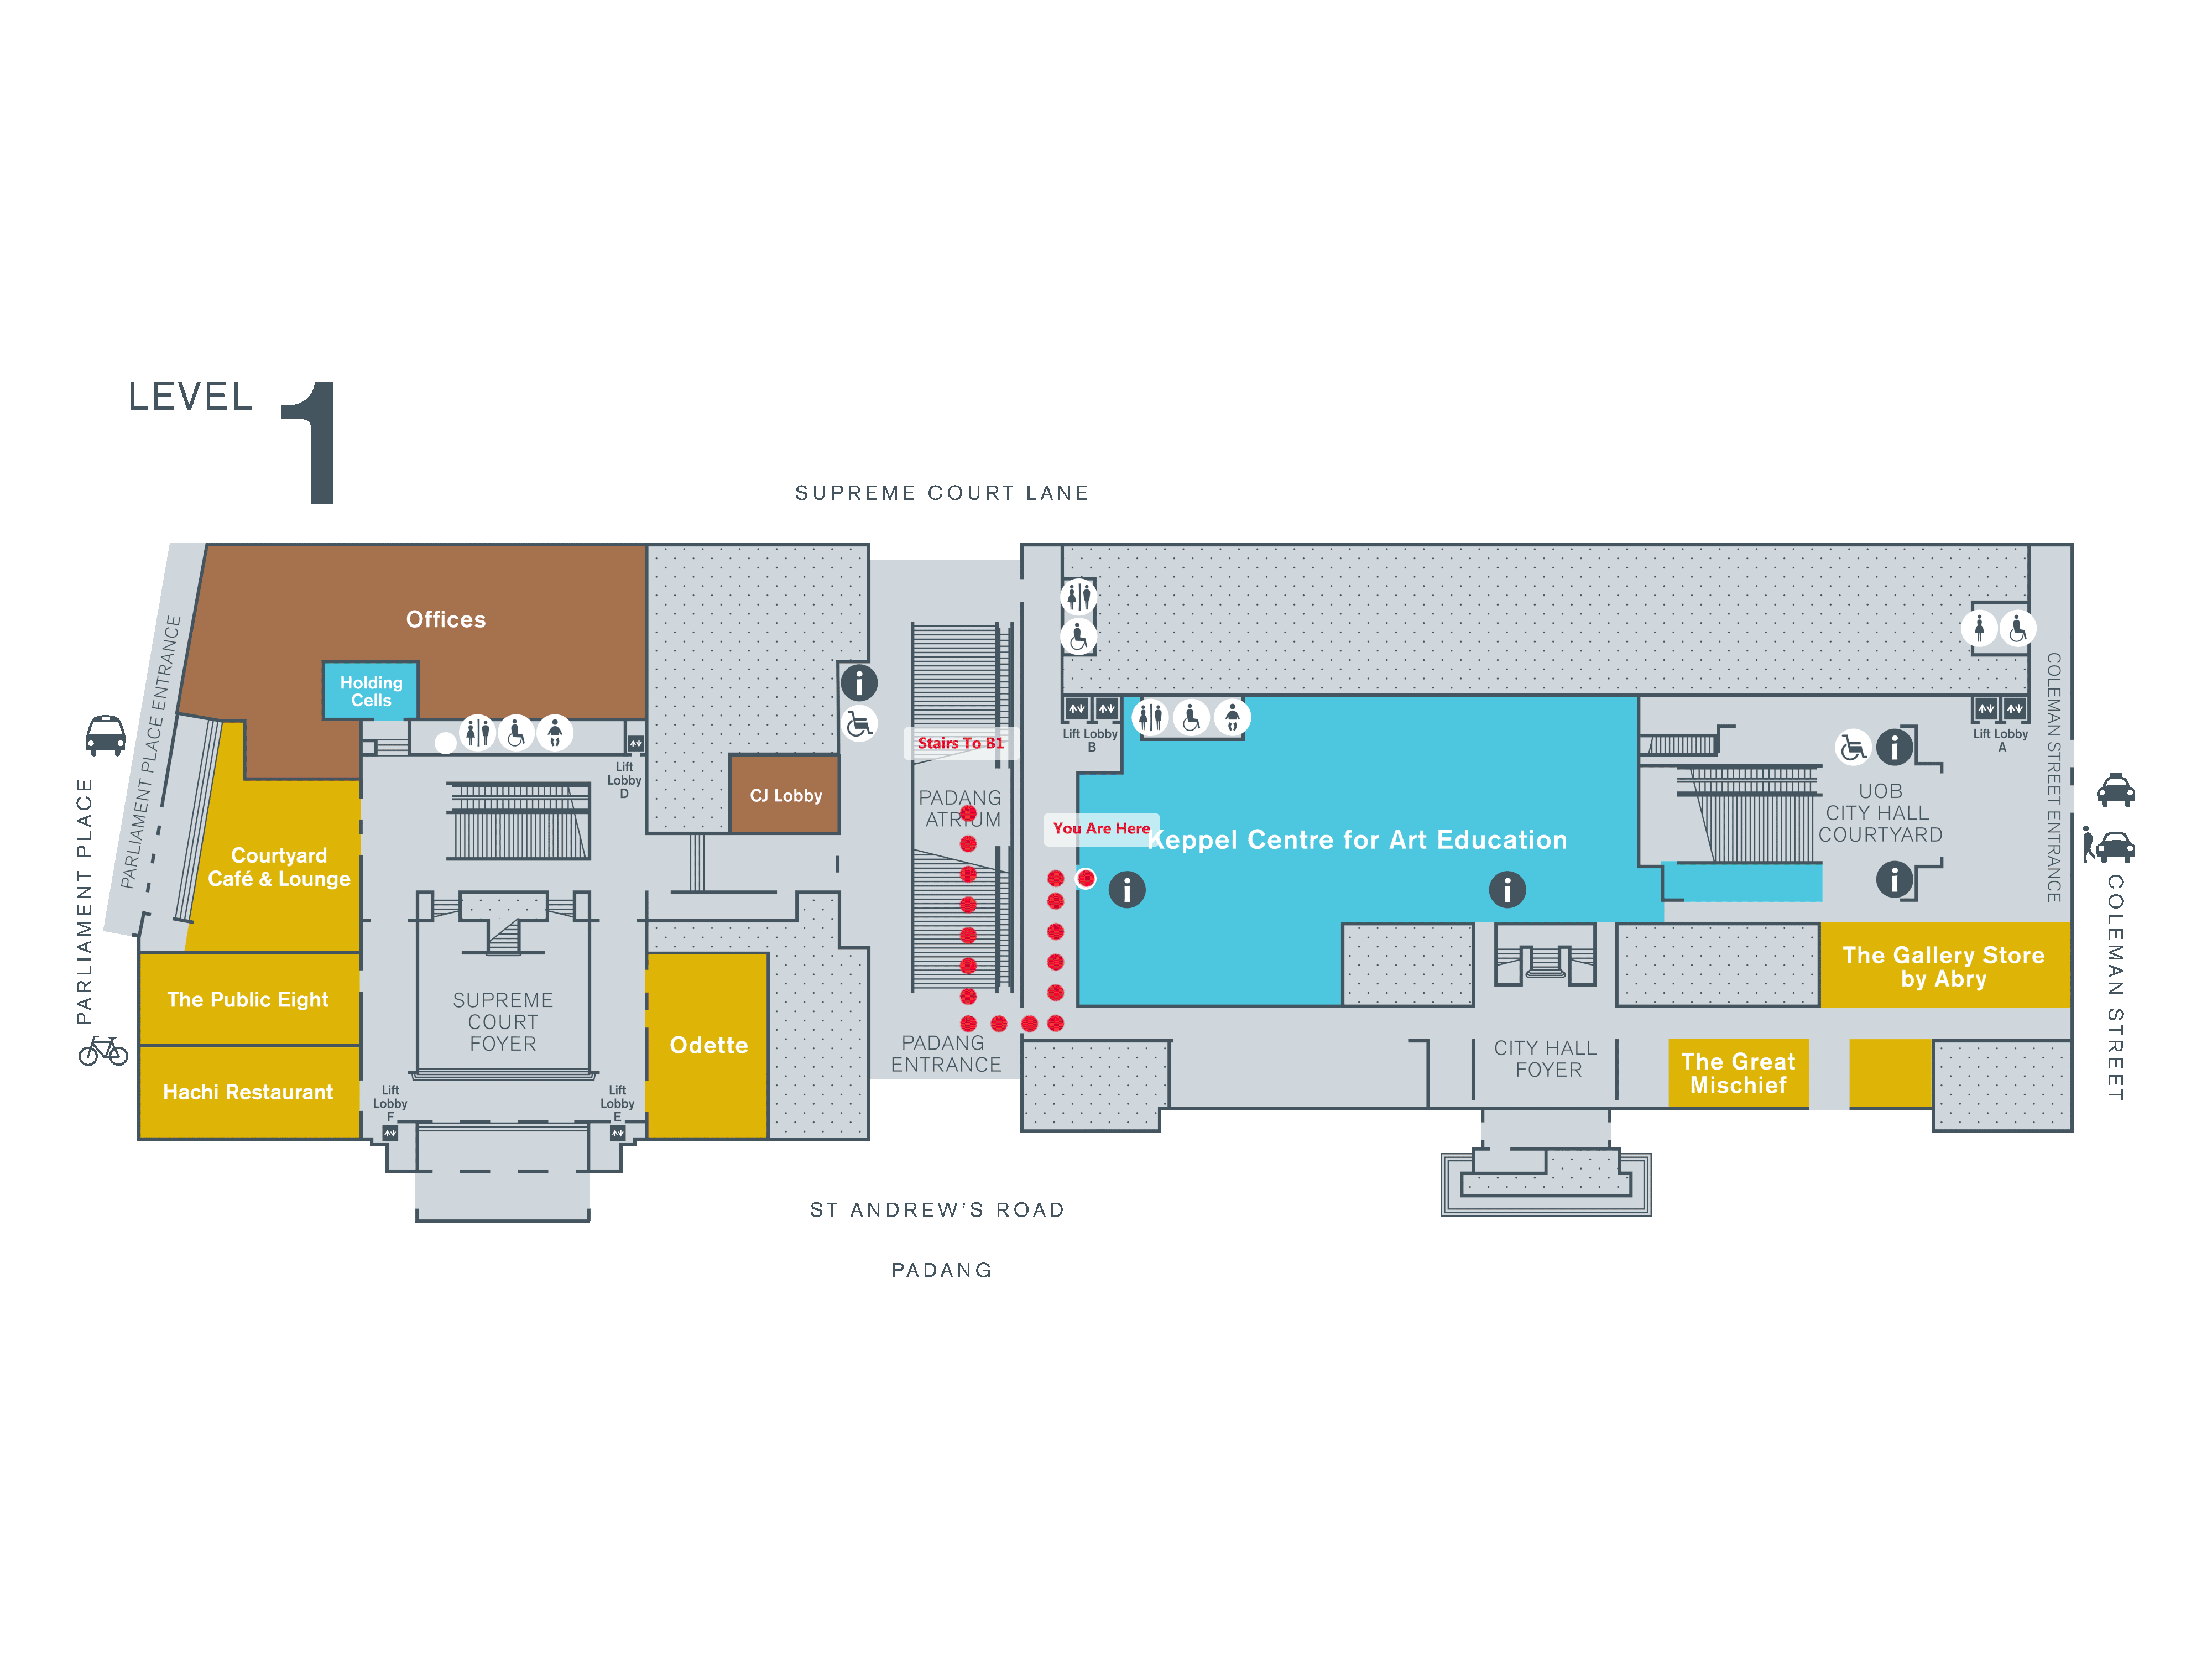 LEVEL 1
SUPREME COURT LANE
Offices
Holding
Cells
PARLIAMENT PLACE ENTRANCE
PARLIAMENT PLACE
Lift
Lobby
D
CJ Lobby
Courtyard
Café & Lounge
The Public Eight
Hachi Restaurant
SUPREME
COURT
FOYER
Lift
Lobby
F
Lift
Lobby
E
Odette
Stairs To B1
PADANG
ATRIUM
PADANG
ENTRANCE
Lift Lobby
B
You Are Here
Keppel Centre for Art Education
CITY HALL
FOYER
UOB
CITY HALL
COURTYARD
Lift Lobby
A
COLEMAN STREET ENTRANCE
COLEMAN STREET
The Gallery Store
by Abry
The Great
Mischief
ST ANDREW'S ROAD
PADANG